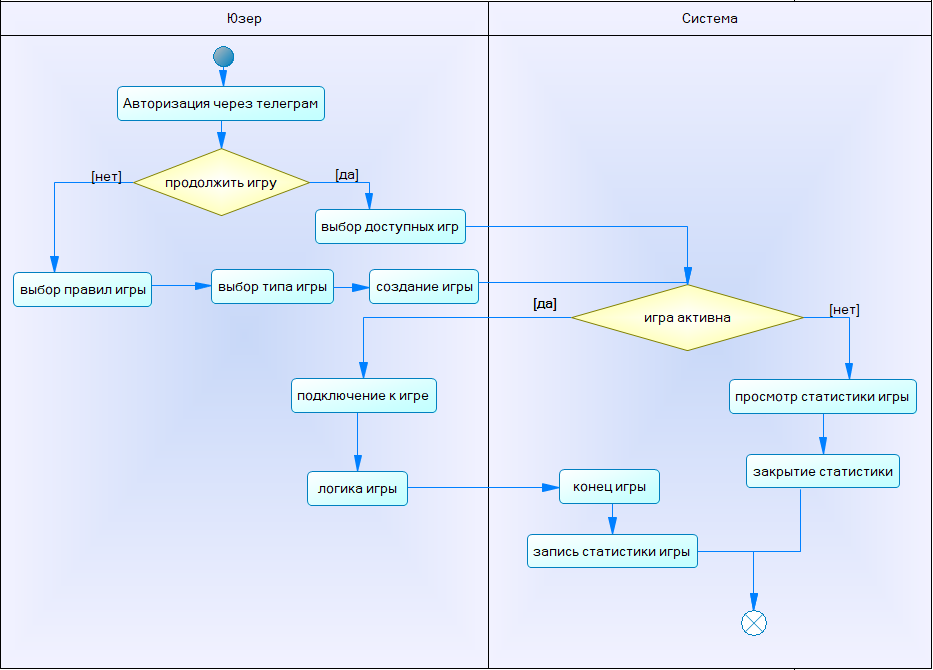 Юзер
Система
Авторизация через телеграм
[нет]
продолжить игру
[да]
выбор доступных игр
выбор правил игры
выбор типа игры
создание игры
[да]
игра активна
[нет]
подключение к игре
просмотр статистики игры
логика игры
конец игры
закрытие статистики
запись статистики игры